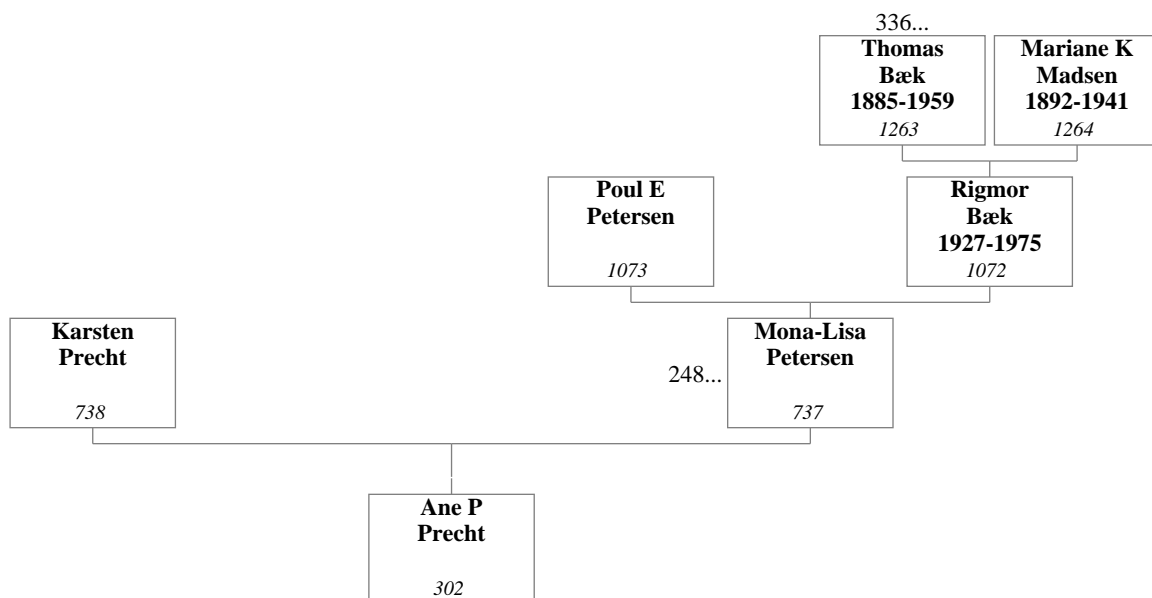 336...
Thomas
Bæk
1885-1959
1263
Mariane K
Madsen
1892-1941
1264
Poul E
Petersen
1073
Rigmor
Bæk
1927-1975
1072
Karsten
Precht
738
248...
Mona-Lisa
Petersen
737
Ane P
Precht
302